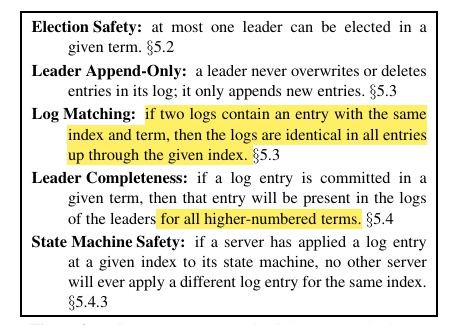 Election Safety: at most one leader can be elected in a
given term. §5.2
Leader Append-Only: a leader never overwrites or deletes
entries in its log; it only appends new entries. §5.3
Log Matching: if two logs contain an entry with the same
index and term, then the logs are identical in all entries
up through the given index. §5.3
Leader Completeness: if a log entry is committed in a
given term, then that entry will be present in the logs
of the leaders for all higher-numbered terms. §5.4
State Machine Safety: if a server has applied a log entry
at a given index to its state machine, no other server
will ever apply a different log entry for the same index.
§5.4.3